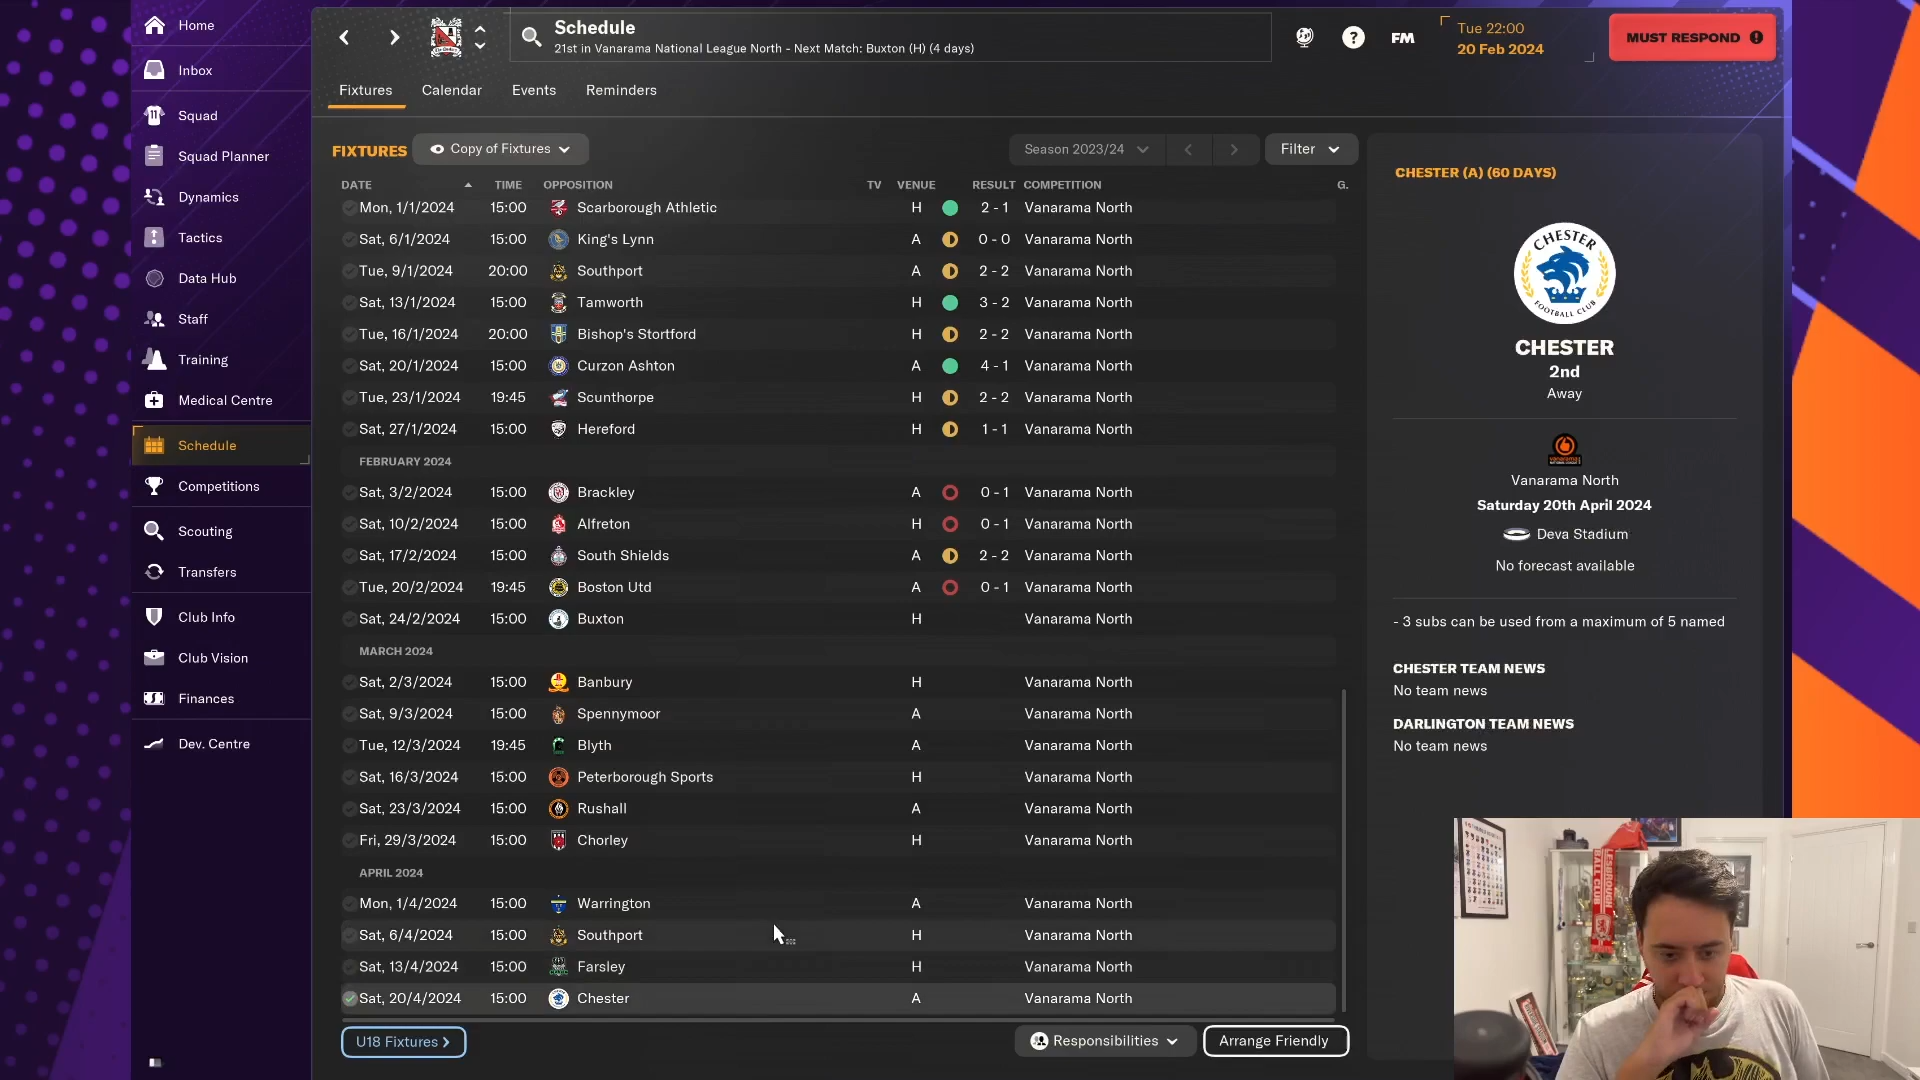 Home
Inbox
Squad
Squad Planner
Dynamics
Tactics
Data Hub
Staff
Training
Medical Centre
Schedule
Competitions
Scouting
Transfers
Club Info
Club Vision
Finances
Dev. Centre
Schedule
21st in Vanarama National League North - Next Match: Buxton (H) (4 days)
?
FM
Tue 22:00
20 Feb 2024
MUST RESPOND
Fixtures Calendar Events Reminders
FIXTURES Copy of Fixtures Season 2023/24 Filter
DATE TIME OPPOSITION TV VENUE RESULT COMPETITION G.
Mon, 1/1/2024 15:00 Scarborough Athletic H 2 - 1 Vanarama North
Sat, 6/1/2024 15:00 King's Lynn A 0 - 0 Vanarama North
Tue, 9/1/2024 20:00 Southport A 2 - 2 Vanarama North
Sat, 13/1/2024 15:00 Tamworth H 3 - 2 Vanarama North
Tue, 16/1/2024 20:00 Bishop's Stortford H 2 - 2 Vanarama North
Sat, 20/1/2024 15:00 Curzon Ashton A 4 - 1 Vanarama North
Tue, 23/1/2024 19:45 Scunthorpe H 2 - 2 Vanarama North
Sat, 27/1/2024 15:00 Hereford H 1 - 1 Vanarama North
FEBRUARY 2024
Sat, 3/2/2024 15:00 Brackley A 0 - 1 Vanarama North
Sat, 10/2/2024 15:00 Alfreton H 0 - 1 Vanarama North
Sat, 17/2/2024 15:00 South Shields A 2 - 2 Vanarama North
Tue, 20/2/2024 19:45 Boston Utd A 0 - 1 Vanarama North
Sat, 24/2/2024 15:00 Buxton H Vanarama North
MARCH 2024
Sat, 2/3/2024 15:00 Banbury H Vanarama North
Sat, 9/3/2024 15:00 Spennymoor A Vanarama North
Tue, 12/3/2024 19:45 Blyth A Vanarama North
Sat, 16/3/2024 15:00 Peterborough Sports H Vanarama North
Sat, 23/3/2024 15:00 Rushall A Vanarama North
Fri, 29/3/2024 15:00 Chorley H Vanarama North
APRIL 2024
Mon, 1/4/2024 15:00 Warrington A Vanarama North
Sat, 6/4/2024 15:00 Southport H Vanarama North
Sat, 13/4/2024 15:00 Farsley H Vanarama North
Sat, 20/4/2024 15:00 Chester A Vanarama North
U18 Fixtures
Responsibilities
Arrange Friendly
CHESTER (A) (60 DAYS)
CHESTER
FOOTBALL CLUB
CHESTER
2nd
Away
Vanarama North
Saturday 20th April 2024
Deva Stadium
No forecast available
- 3 subs can be used from a maximum of 5 named
CHESTER TEAM NEWS
No team news
DARLINGTON TEAM NEWS
No team news